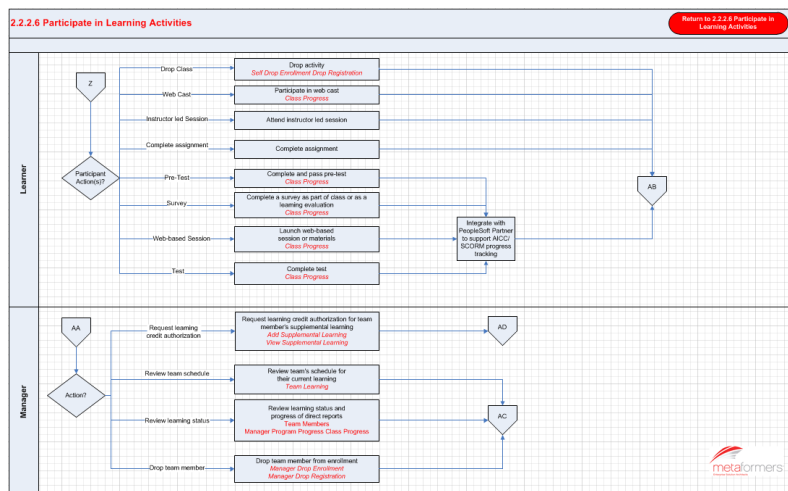 2.2.2.6 Participate in Learning Activities
Return to 2.2.2.6 Participate in
Learning Activities
Learner
Z
Participant
Action(s)?
Drop Class
Drop activity
Self Drop Enrollment Drop Registration
Web Cast
Participate in web cast
Class Progress
Instructor led Session
Attend instructor led session
Complete assignment
Complete assignment
Pre-Test
Complete and pass pre-test
Class Progress
Survey
Complete a survey as part of class or as a
learning evaluation
Class Progress
Web-based Session
Launch web-based
session or materials
Class Progress
Test
Complete test
Class Progress
Integrate with
PeopleSoft Partner
to support AICC/
SCORM progress
tracking
AB
Manager
AA
Action?
Request learning
credit authorization
Request learning credit authorization for team
member's supplemental learning
Add Supplemental Learning
View Supplemental Learning
AD
Review team schedule
Review team's schedule for
their current learning
Team Learning
Review learning status
Review learning status and
progress of direct reports
Team Members
Manager Program Progress Class Progress
AC
Drop team member
Drop team member from enrollment
Manager Drop Enrollment
Manager Drop Registration
metaformers